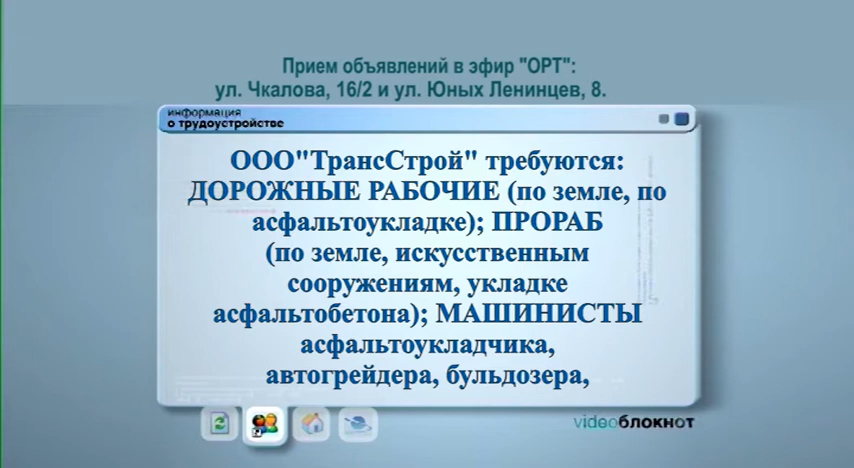 Прием объявлений в эфир "ОРТ":
ул. Чкалова, 16/2 и ул. Юных Ленинцев, 8.
информация
о трудоустройстве
ООО"ТрансСтрой" требуются:
ДОРОЖНЫЕ РАБОЧИЕ (по земле, по
асфальтоукладке); ПРОРАБ
(по земле, искусственным
сооружениям, укладке
асфальтобетона); МАШИНИСТЫ
асфальтоукладчика,
автогрейдера, бульдозера,
videoблокнот